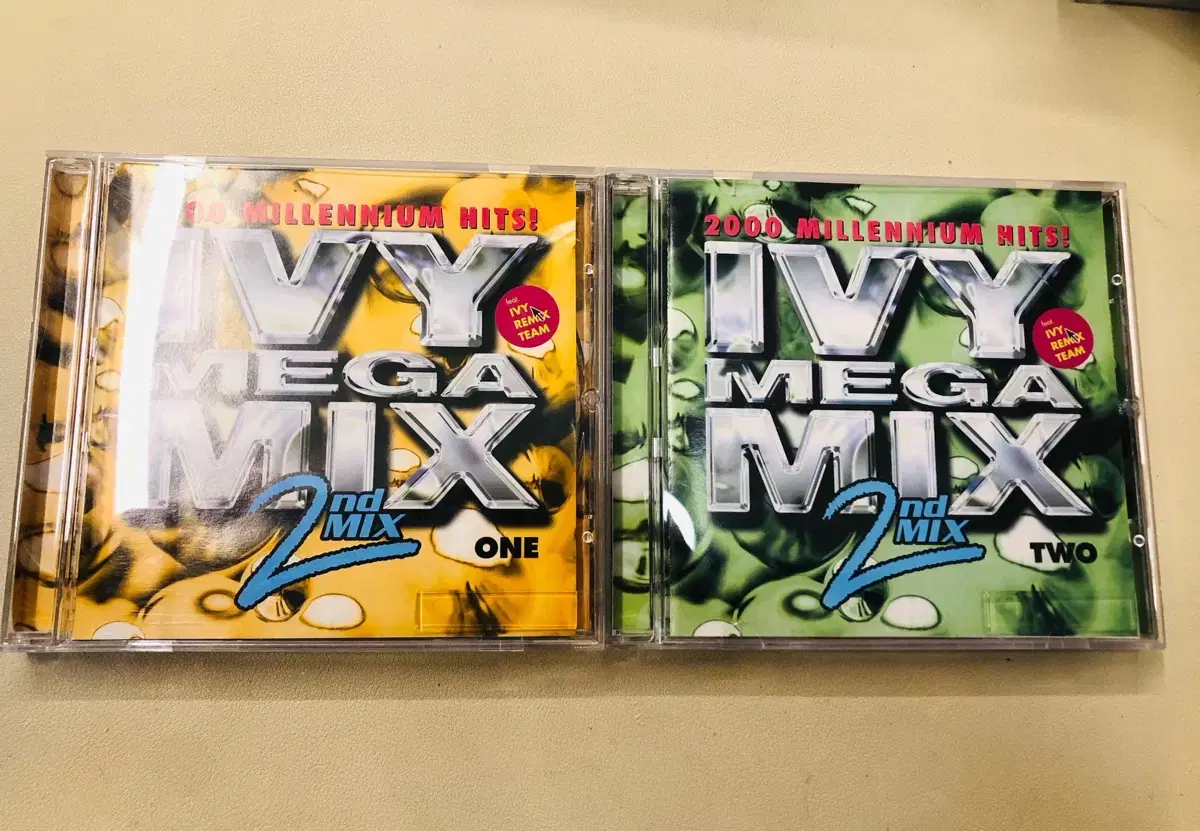 00 MILLENNIUM HITS!
IVY
MEGA
MIX
2nd
MIX
ONE
feat.
IVY
REMIX
TEAM
2000 MILLENNIUM HITS!
IVY
MEGA
MIX
2nd
MIX
TWO
feat.
IVY
REMIX
TEAM